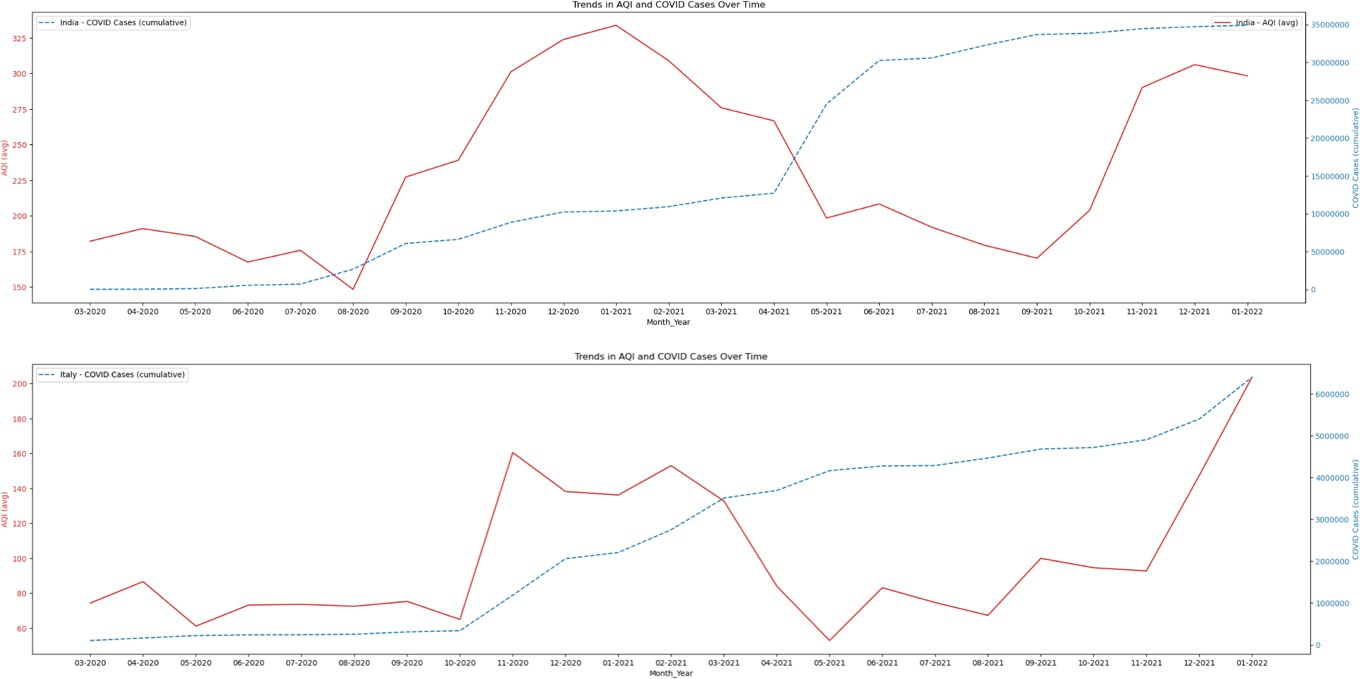 Trends in AQI and COVID Cases Over Time
India - COVID Cases (cumulative)
India - AQI (avg)
325
300
275
250
225
200
175
150
AQI (avg)
35000000
30000000
25000000
20000000
15000000
10000000
5000000
0
COVID Cases (cumulative)
03-2020 04-2020 05-2020 06-2020 07-2020 08-2020 09-2020 10-2020 11-2020 12-2020 01-2021 02-2021 03-2021 04-2021 05-2021 06-2021 07-2021 08-2021 09-2021 10-2021 11-2021 12-2021 01-2022
Month_Year
Trends in AQI and COVID Cases Over Time
Italy - COVID Cases (cumulative)
200
180
160
140
120
100
80
60
AQI (avg)
6000000
5000000
4000000
3000000
2000000
1000000
0
COVID Cases (cumulative)
03-2020 04-2020 05-2020 06-2020 07-2020 08-2020 09-2020 10-2020 11-2020 12-2020 01-2021 02-2021 03-2021 04-2021 05-2021 06-2021 07-2021 08-2021 09-2021 10-2021 11-2021 12-2021 01-2022
Month_Year